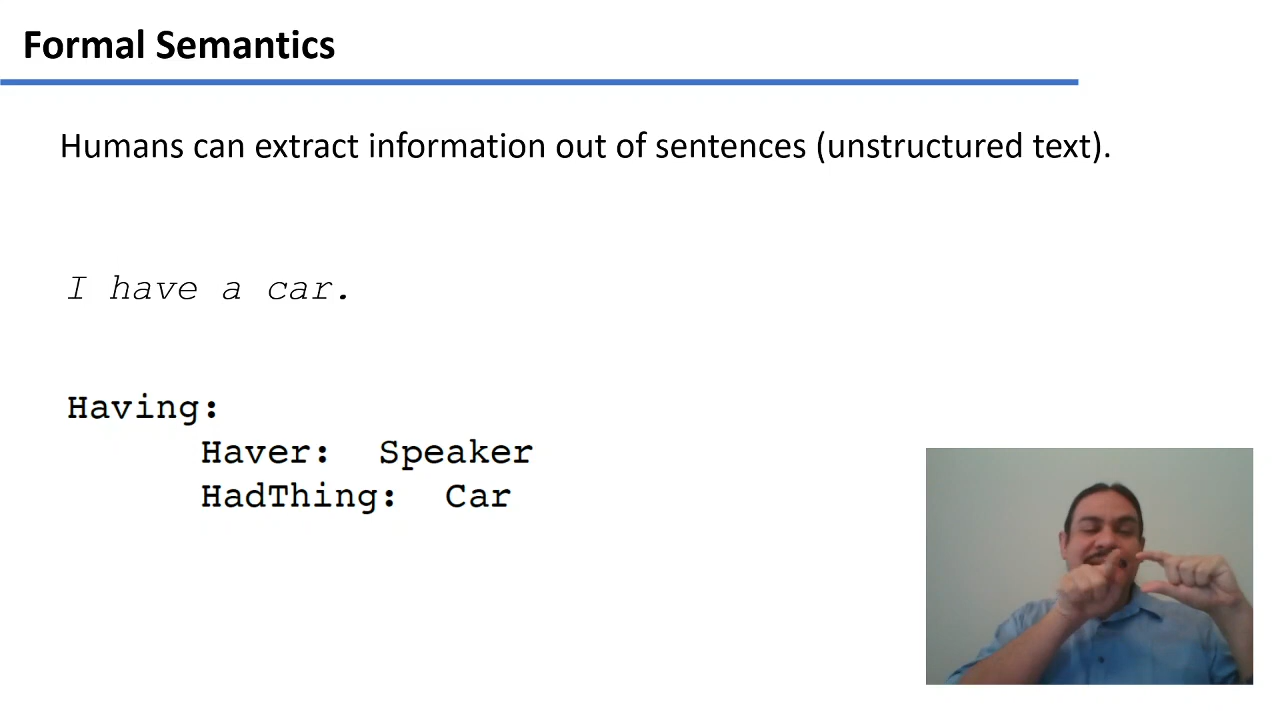 Formal Semantics
Humans can extract information out of sentences (unstructured text).
I have a car.
Having:
Haver: Speaker
HadThing: Car